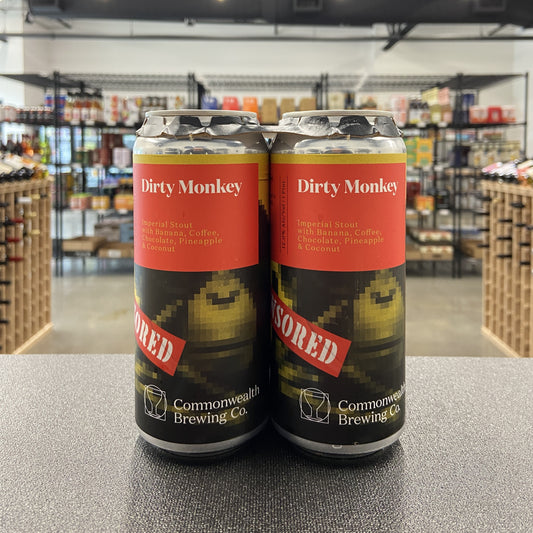 Dirty Monkey
Imperial Stout
with Banana, Coffee,
Chocolate, Pineapple
& Coconut
SORED
Commonwealth
Brewing Co.
Dirty Monkey
Imperial Stout
with Banana, Coffee,
Chocolate, Pineapple
& Coconut
SORED
Commonwealth
Brewing Co.